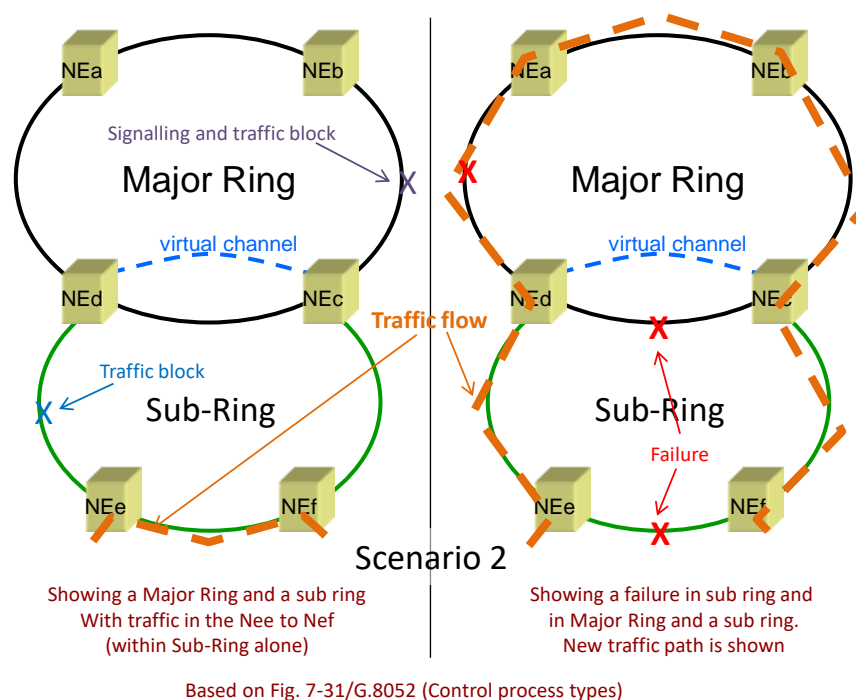 NEa
NEb
Signalling and traffic block
X
Major Ring
virtual channel
NEd
NEc
Traffic block
X
Sub-Ring
NEe
NEf
Traffic flow
NEa
NEb
X
Major Ring
virtual channel
NEd
NEc
X
Sub-Ring
Failure
NEe
NEf
X
Scenario 2
Showing a Major Ring and a sub ring
With traffic in the Nee to Nef
(within Sub-Ring alone)
Showing a failure in sub ring and
in Major Ring and a sub ring.
New traffic path is shown
Based on Fig. 7-31/G.8052 (Control process types)